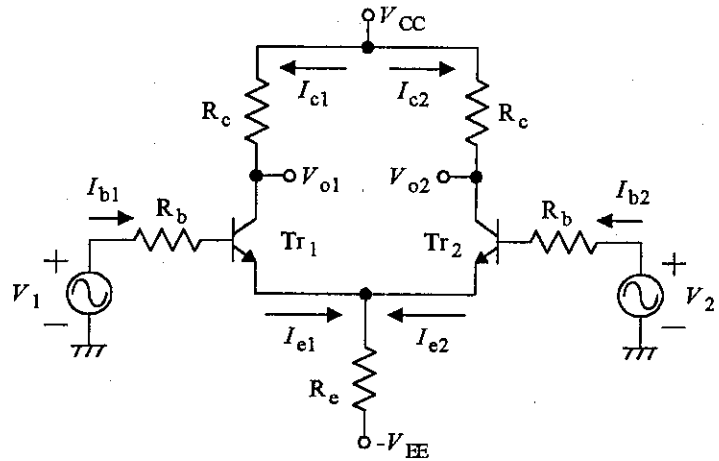 V_CC
I_c1 I_c2
R_c R_c
V_o1 V_o2
I_b1 I_b2
R_b R_b
Tr_1 Tr_2
+ +
V_1 V_2
− −
I_e1 I_e2
R_e
-V_EE